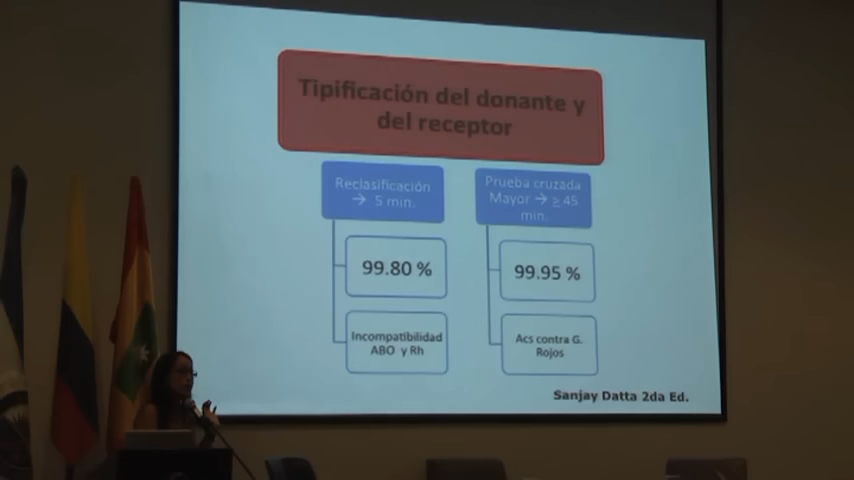 Tipificación del donante y
del receptor
Reclasificación
→ 5 min.
99.80 %
Incompatibilidad
ABO y Rh
Prueba cruzada
Mayor → ≥ 45
min.
99.95 %
Acs contra G.
Rojos
Sanjay Datta 2da Ed.